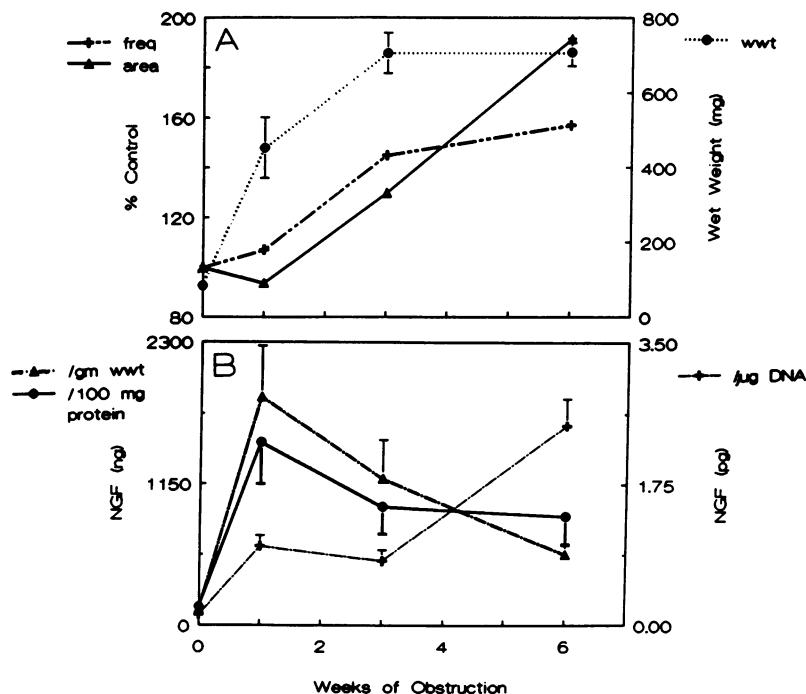 A
freq
area
wwt
200
160
120
80
% Control
800
600
400
200
0
Wet Weight (mg)
B
/gm wwt
/100 mg
protein
/µg DNA
2300
1150
0
NGF (ng)
3.50
1.75
0.00
NGF (pg)
0
2
4
6
Weeks of Obstruction